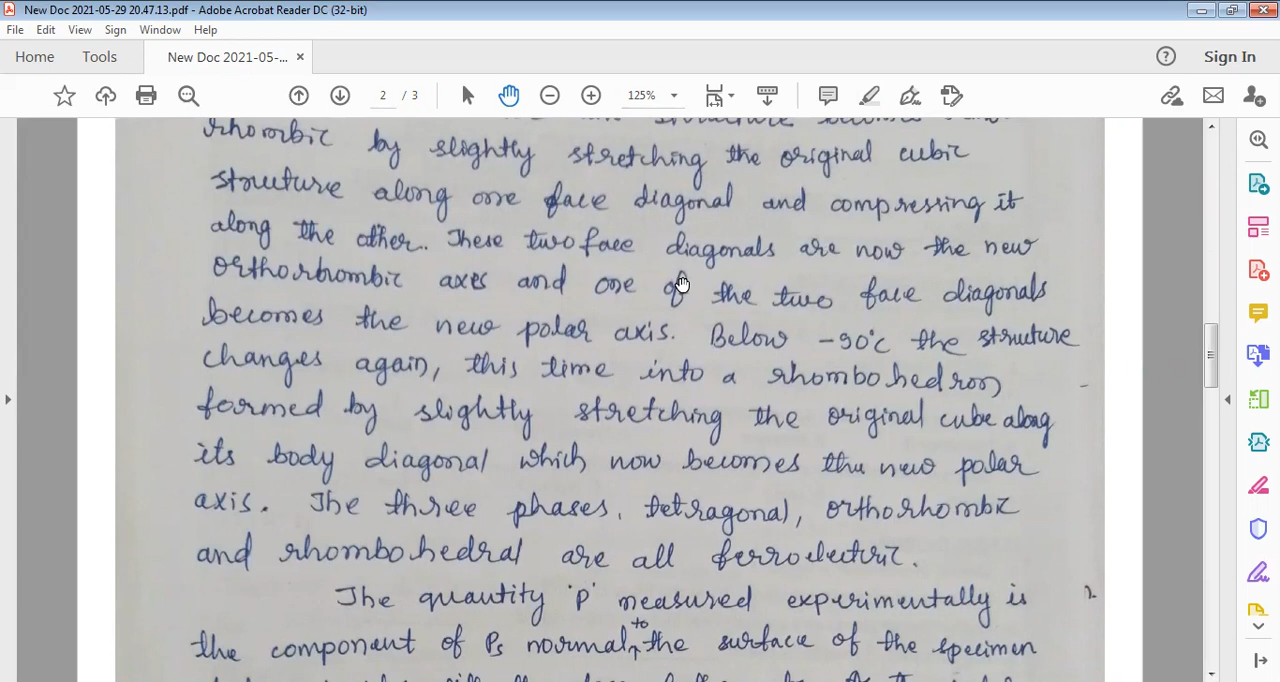 New Doc 2021-05-29 20.47.13.pdf - Adobe Acrobat Reader DC (32-bit)
File Edit View Sign Window Help
Home Tools New Doc 2021-05-... × Sign In
2 / 3 125%
rhombic by slightly stretching the original cubic
struture along one face diagonal and compressing it
along the other. These two face diagonals are now the new
orthorhombic axes and one of the two face diagonals
becomes the new polar axis. Below -90°c the struture
changes again, this time into a rhombohedron
formed by slightly stretching the original cube along
its body diagonal which now becomes the new polar
axis. The three phases, tetragonal, orthorhombic
and rhombohedral are all ferroelectric.
The quantity 'P' measured experimentally is
the component of Ps normal to the surface of the specimen